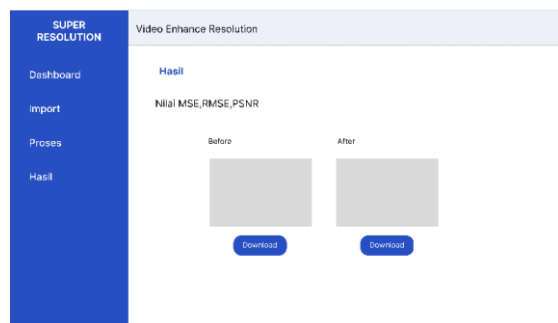 SUPER
RESOLUTION
Dashboard
Import
Proses
Hasil
Video Enhance Resolution
Hasil
Nilai MSE,RMSE,PSNR
Before After
Download Download